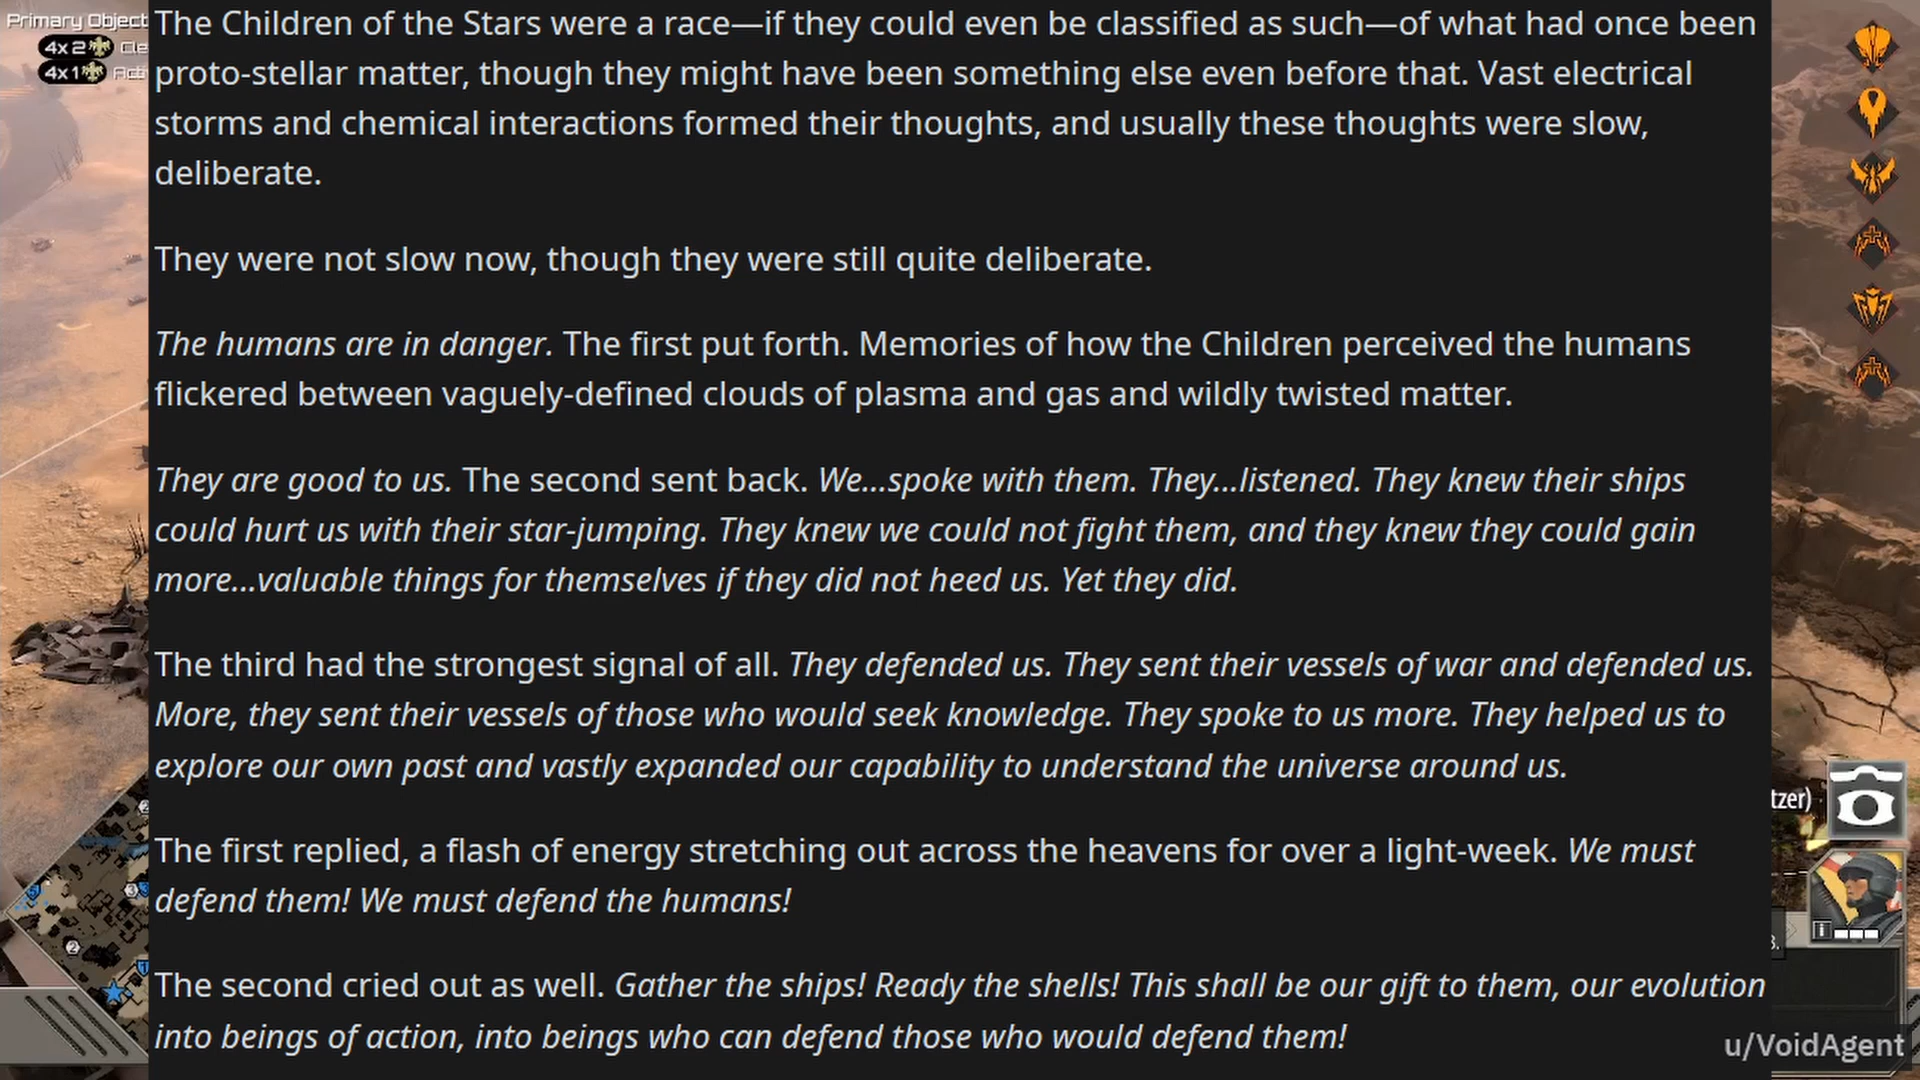 Primary Object
4x 2 Cle
4x 1 Acti
The Children of the Stars were a race—if they could even be classified as such—of what had once been
proto-stellar matter, though they might have been something else even before that. Vast electrical
storms and chemical interactions formed their thoughts, and usually these thoughts were slow,
deliberate.
They were not slow now, though they were still quite deliberate.
The humans are in danger. The first put forth. Memories of how the Children perceived the humans
flickered between vaguely-defined clouds of plasma and gas and wildly twisted matter.
They are good to us. The second sent back. We...spoke with them. They...listened. They knew their ships
could hurt us with their star-jumping. They knew we could not fight them, and they knew they could gain
more...valuable things for themselves if they did not heed us. Yet they did.
The third had the strongest signal of all. They defended us. They sent their vessels of war and defended us.
More, they sent their vessels of those who would seek knowledge. They spoke to us more. They helped us to
explore our own past and vastly expanded our capability to understand the universe around us.
tzer)
The first replied, a flash of energy stretching out across the heavens for over a light-week. We must
defend them! We must defend the humans!
The second cried out as well. Gather the ships! Ready the shells! This shall be our gift to them, our evolution
into beings of action, into beings who can defend those who would defend them!
u/VoidAgent